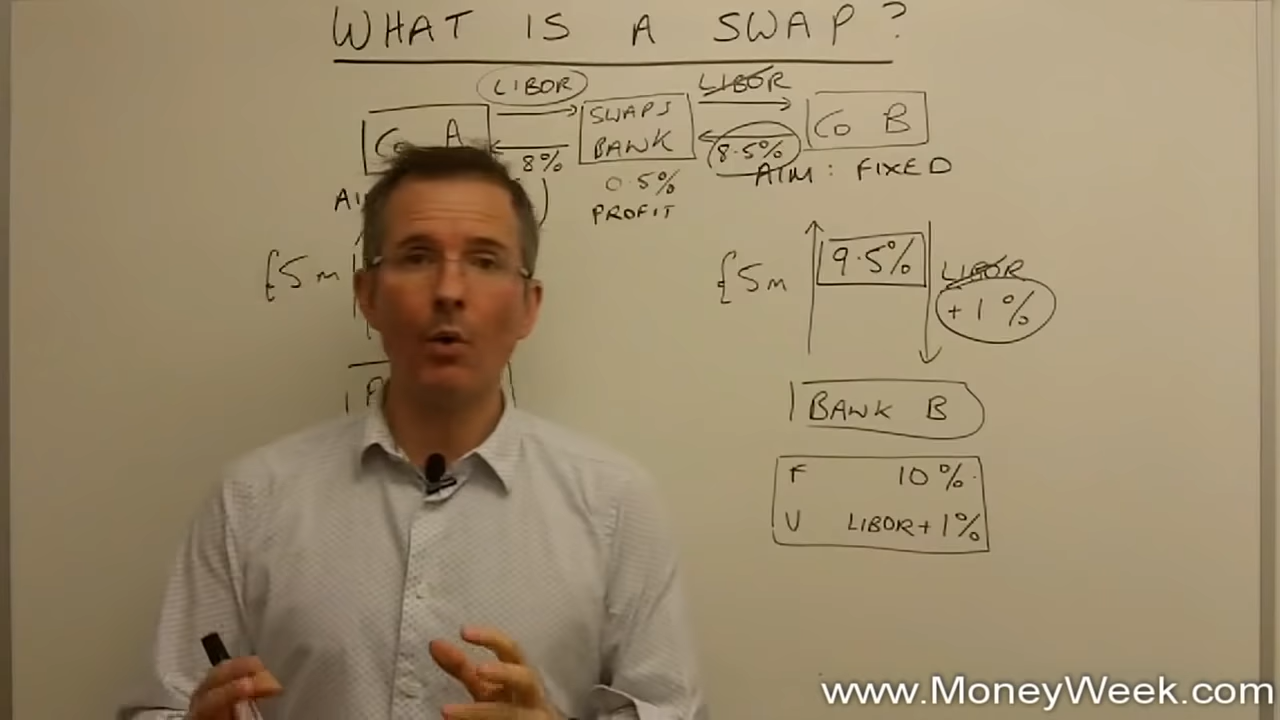 WHAT IS A SWAP?
LIBOR LIBOR
Co A SWAPS BANK Co B
8% 8.5%
0.5% PROFIT
AIM: FIXED
{5m
{5m 9.5% LIBOR
+ 1%
BANK B
F 10%
V LIBOR + 1%
www.MoneyWeek.com